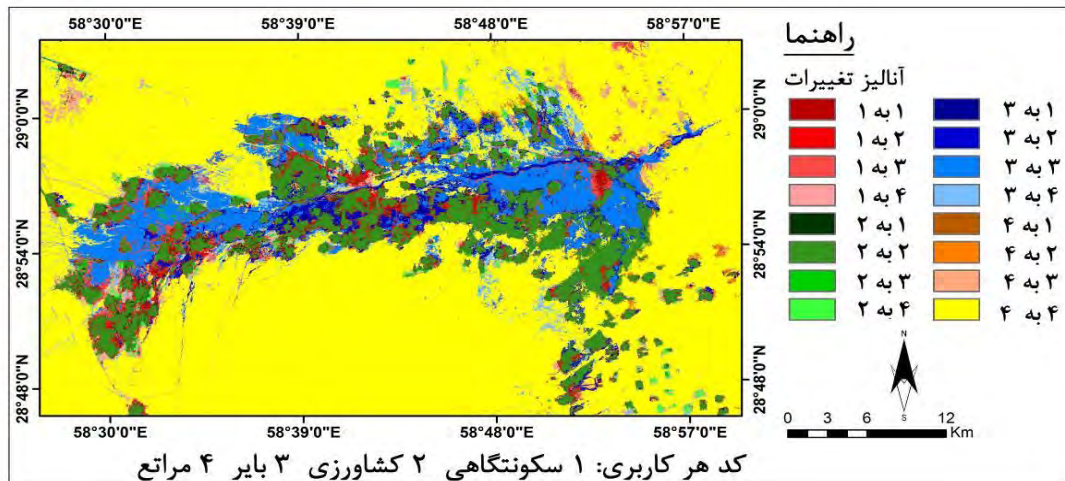 58°30'0"E 58°39'0"E 58°48'0"E 58°57'0"E
29°0'0"N 28°54'0"N 28°48'0"N
29°0'0"N 28°54'0"N 28°48'0"N
58°30'0"E 58°39'0"E 58°48'0"E 58°57'0"E
راهنما
آنالیز تغییرات
۱ به ۱
۲ به ۱
۳ به ۱
۴ به ۱
۱ به ۲
۲ به ۲
۳ به ۲
۴ به ۲
۱ به ۳
۲ به ۳
۳ به ۳
۴ به ۳
۱ به ۴
۲ به ۴
۳ به ۴
۴ به ۴
N
S
0 3 6 12
Km
کد هر کاربری: ۱ سکونتگاهی ۲ کشاورزی ۳ بایر ۴ مراتع